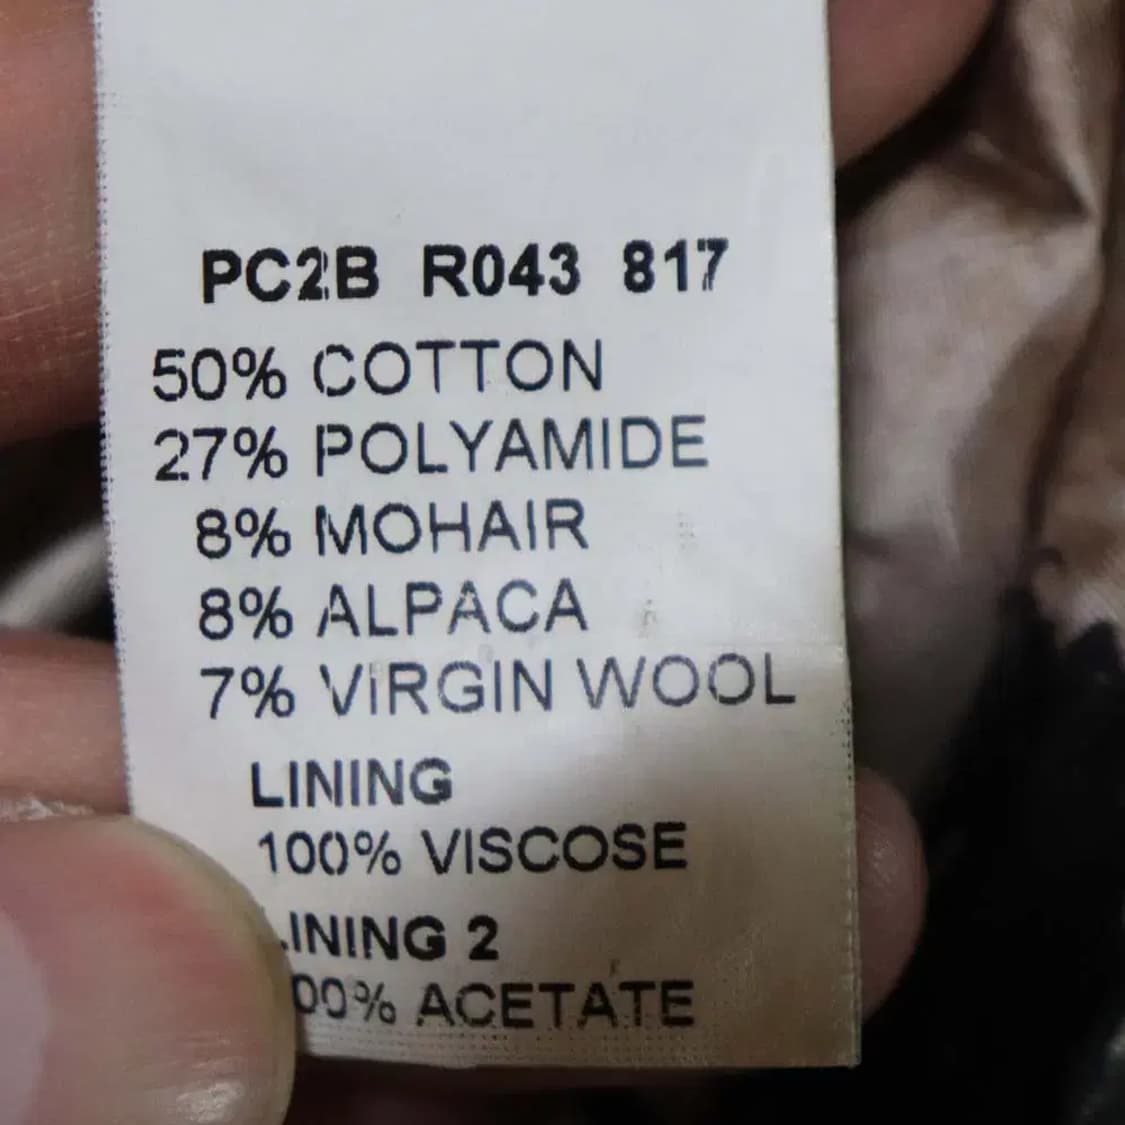 PC2B R043 817
50% COTTON
27% POLYAMIDE
8% MOHAIR
8% ALPACA
7% VIRGIN WOOL
LINING
100% VISCOSE
LINING 2
00% ACETATE